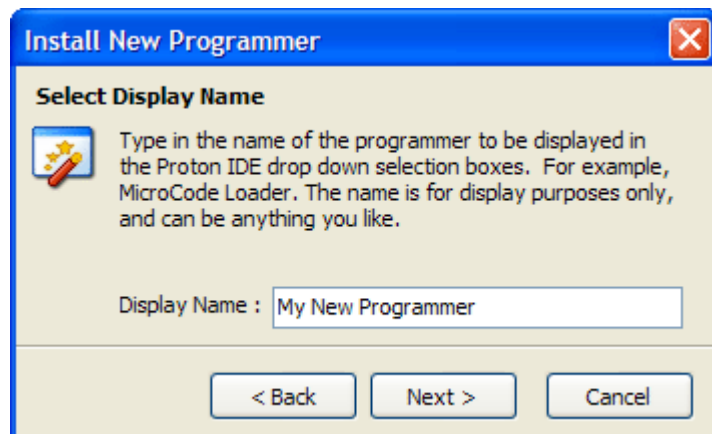 Install New Programmer
Select Display Name
Type in the name of the programmer to be displayed in
the Proton IDE drop down selection boxes.  For example,
MicroCode Loader. The name is for display purposes only,
and can be anything you like.
Display Name : My New Programmer
< Back Next > Cancel